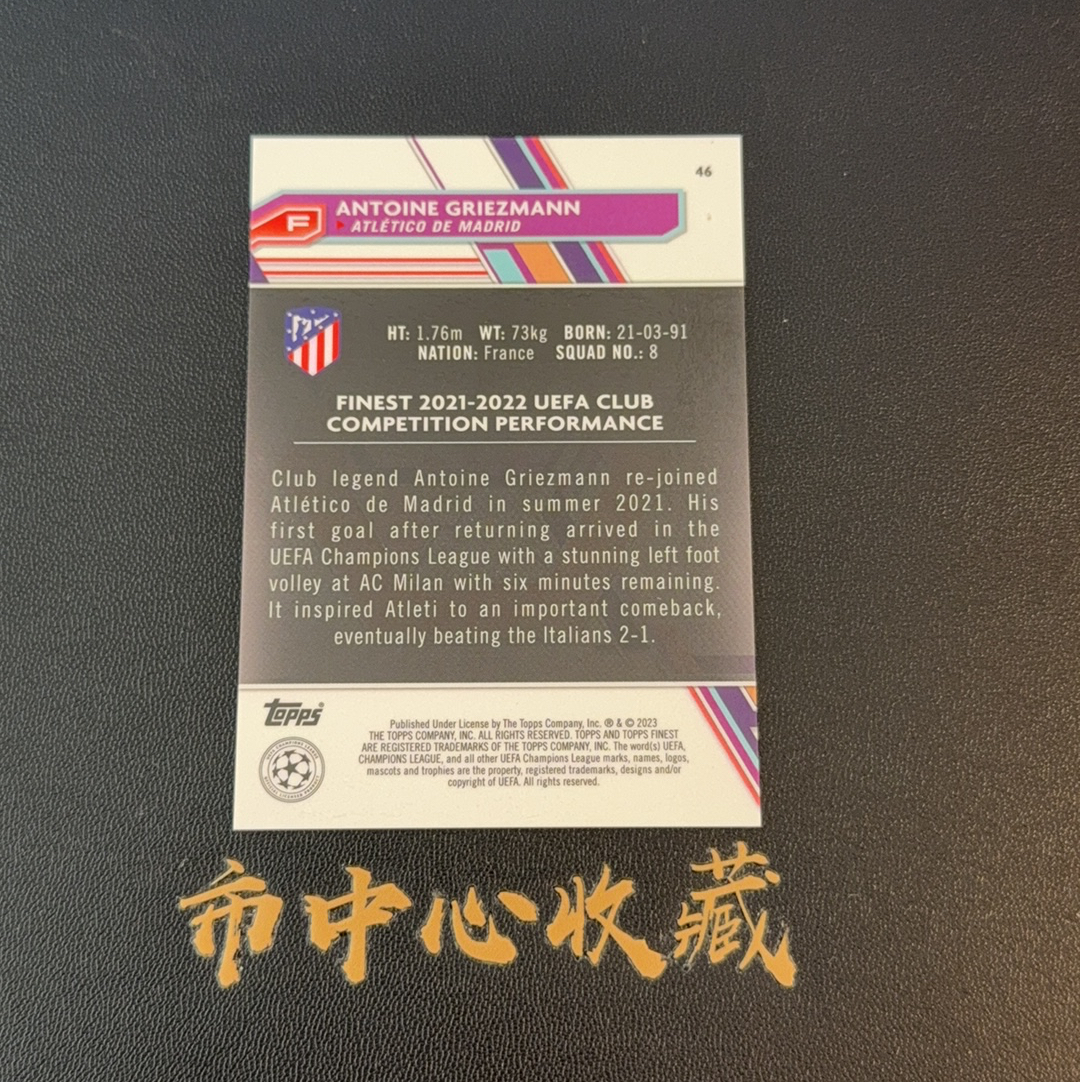 46
F
ANTOINE GRIEZMANN
ATLÉTICO DE MADRID
HT: 1.76m WT: 73kg BORN: 21-03-91
NATION: France SQUAD NO.: 8
FINEST 2021-2022 UEFA CLUB
COMPETITION PERFORMANCE
Club legend Antoine Griezmann re-joined
Atlético de Madrid in summer 2021. His
first goal after returning arrived in the
UEFA Champions League with a stunning left foot
volley at AC Milan with six minutes remaining.
It inspired Atleti to an important comeback,
eventually beating the Italians 2-1.
topps®
Published Under License by The Topps Company, Inc. ® & © 2023
THE TOPPS COMPANY, INC. ALL RIGHTS RESERVED. TOPPS AND TOPPS FINEST
ARE REGISTERED TRADEMARKS OF THE TOPPS COMPANY, INC. The word(s) UEFA,
CHAMPIONS LEAGUE, and all other UEFA Champions League marks, names, logos,
mascots and trophies are the property, registered trademarks, designs and/or
copyright of UEFA. All rights reserved.
市中心收藏